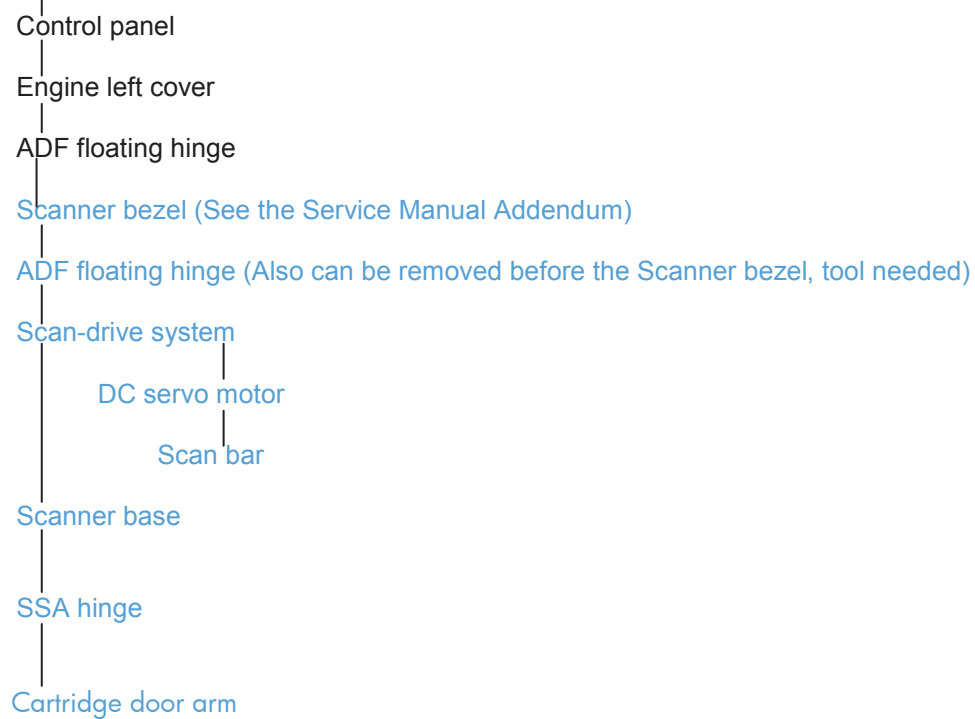 Control panel
Engine left cover
ADF floating hinge
Scanner bezel (See the Service Manual Addendum)
ADF floating hinge (Also can be removed before the Scanner bezel, tool needed)
Scan-drive system
DC servo motor
Scan bar
Scanner base
SSA hinge
Cartridge door arm